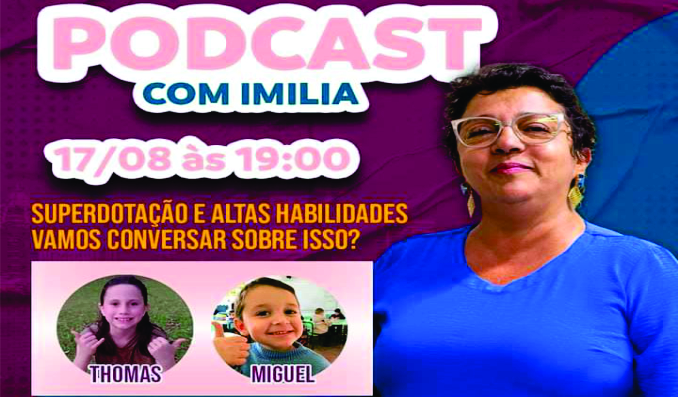 PODCAST
COM IMILIA
17/08 às 19:00
SUPERDOTAÇÃO E ALTAS HABILIDADES
VAMOS CONVERSAR SOBRE ISSO?
THOMAS
MIGUEL